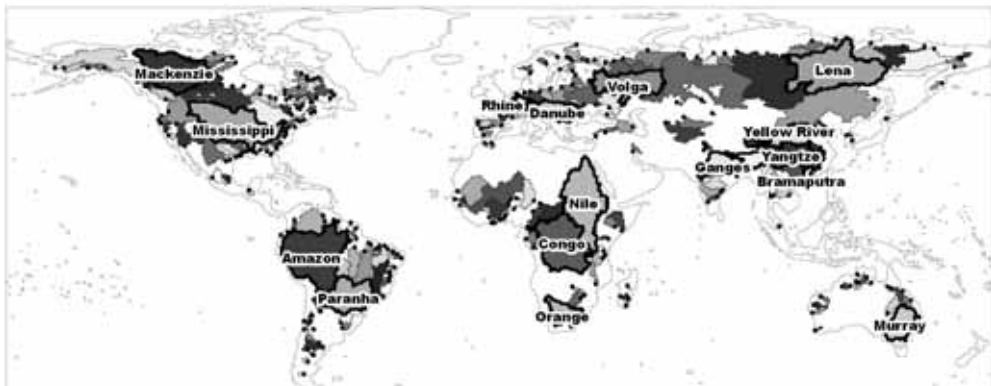 Mackenzie
Lena
Volga
Rhine
Danube
Mississippi
Yellow River
Yangtze
Ganges
Bramaputra
Nile
Congo
Amazon
Paranha
Orange
Murray